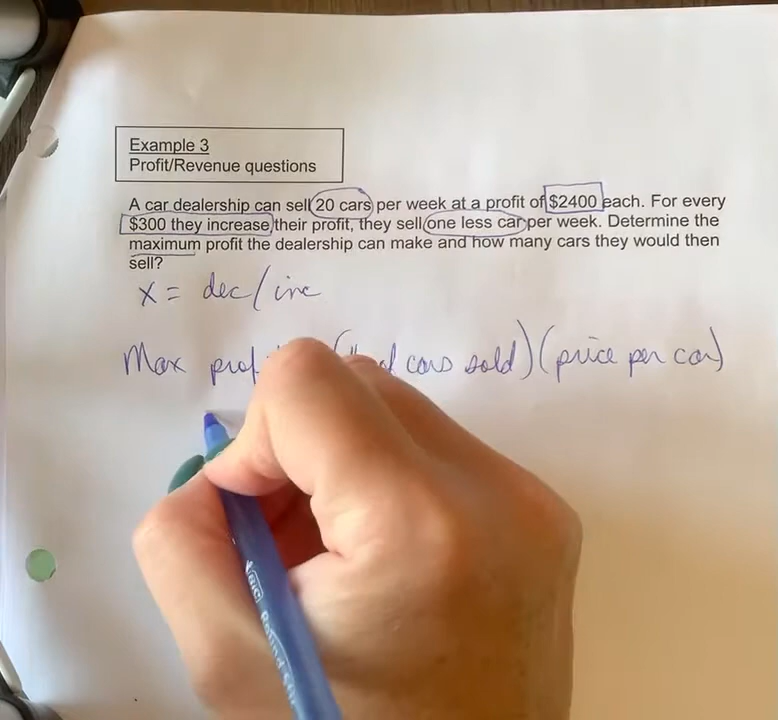 Example 3
Profit/Revenue questions
A car dealership can sell 20 cars per week at a profit of $2400 each. For every
$300 they increase their profit, they sell one less car per week. Determine the
maximum profit the dealership can make and how many cars they would then
sell?
x = dec/inc
Max prof ( of cars sold)(price per car)
BIC